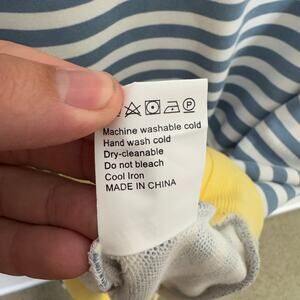 Machine washable cold
Hand wash cold
Dry-cleanable
Do not bleach
Cool Iron
MADE IN CHINA